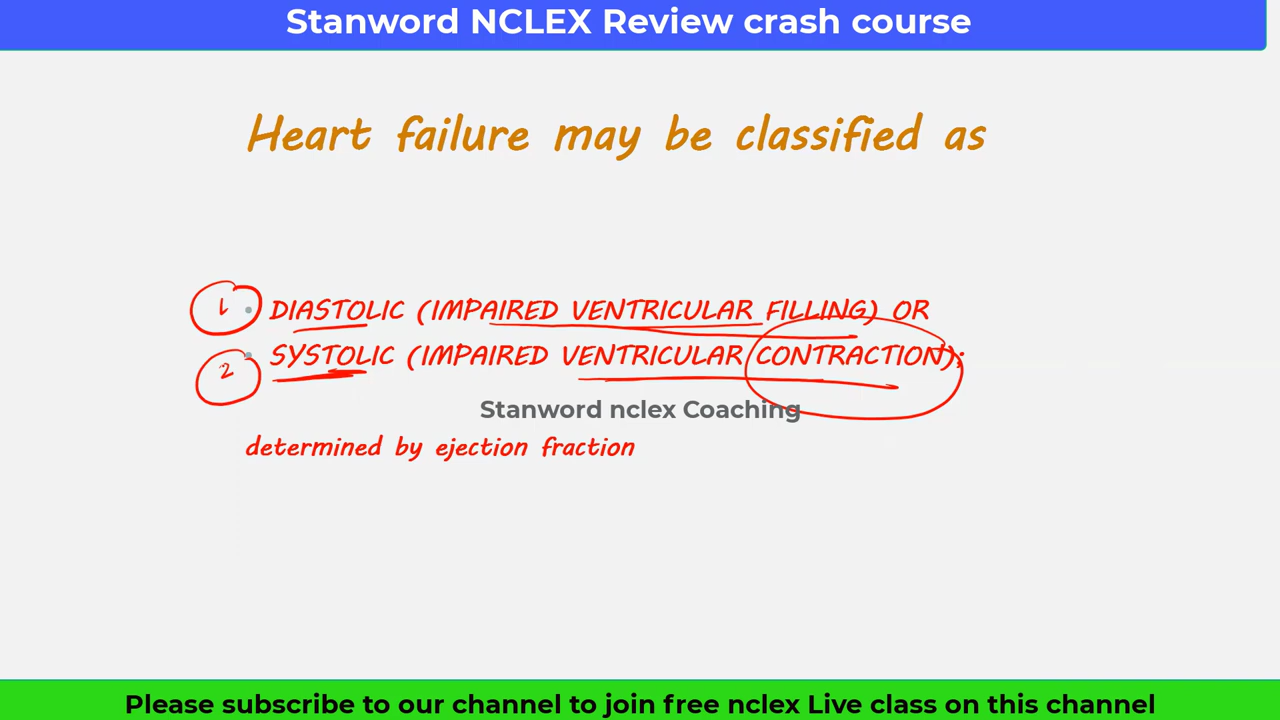 Stanword NCLEX Review crash course
Heart failure may be classified as
1 • DIASTOLIC (IMPAIRED VENTRICULAR FILLING) OR
2 • SYSTOLIC (IMPAIRED VENTRICULAR CONTRACTION);
Stanword nclex Coaching
determined by ejection fraction
Please subscribe to our channel to join free nclex Live class on this channel